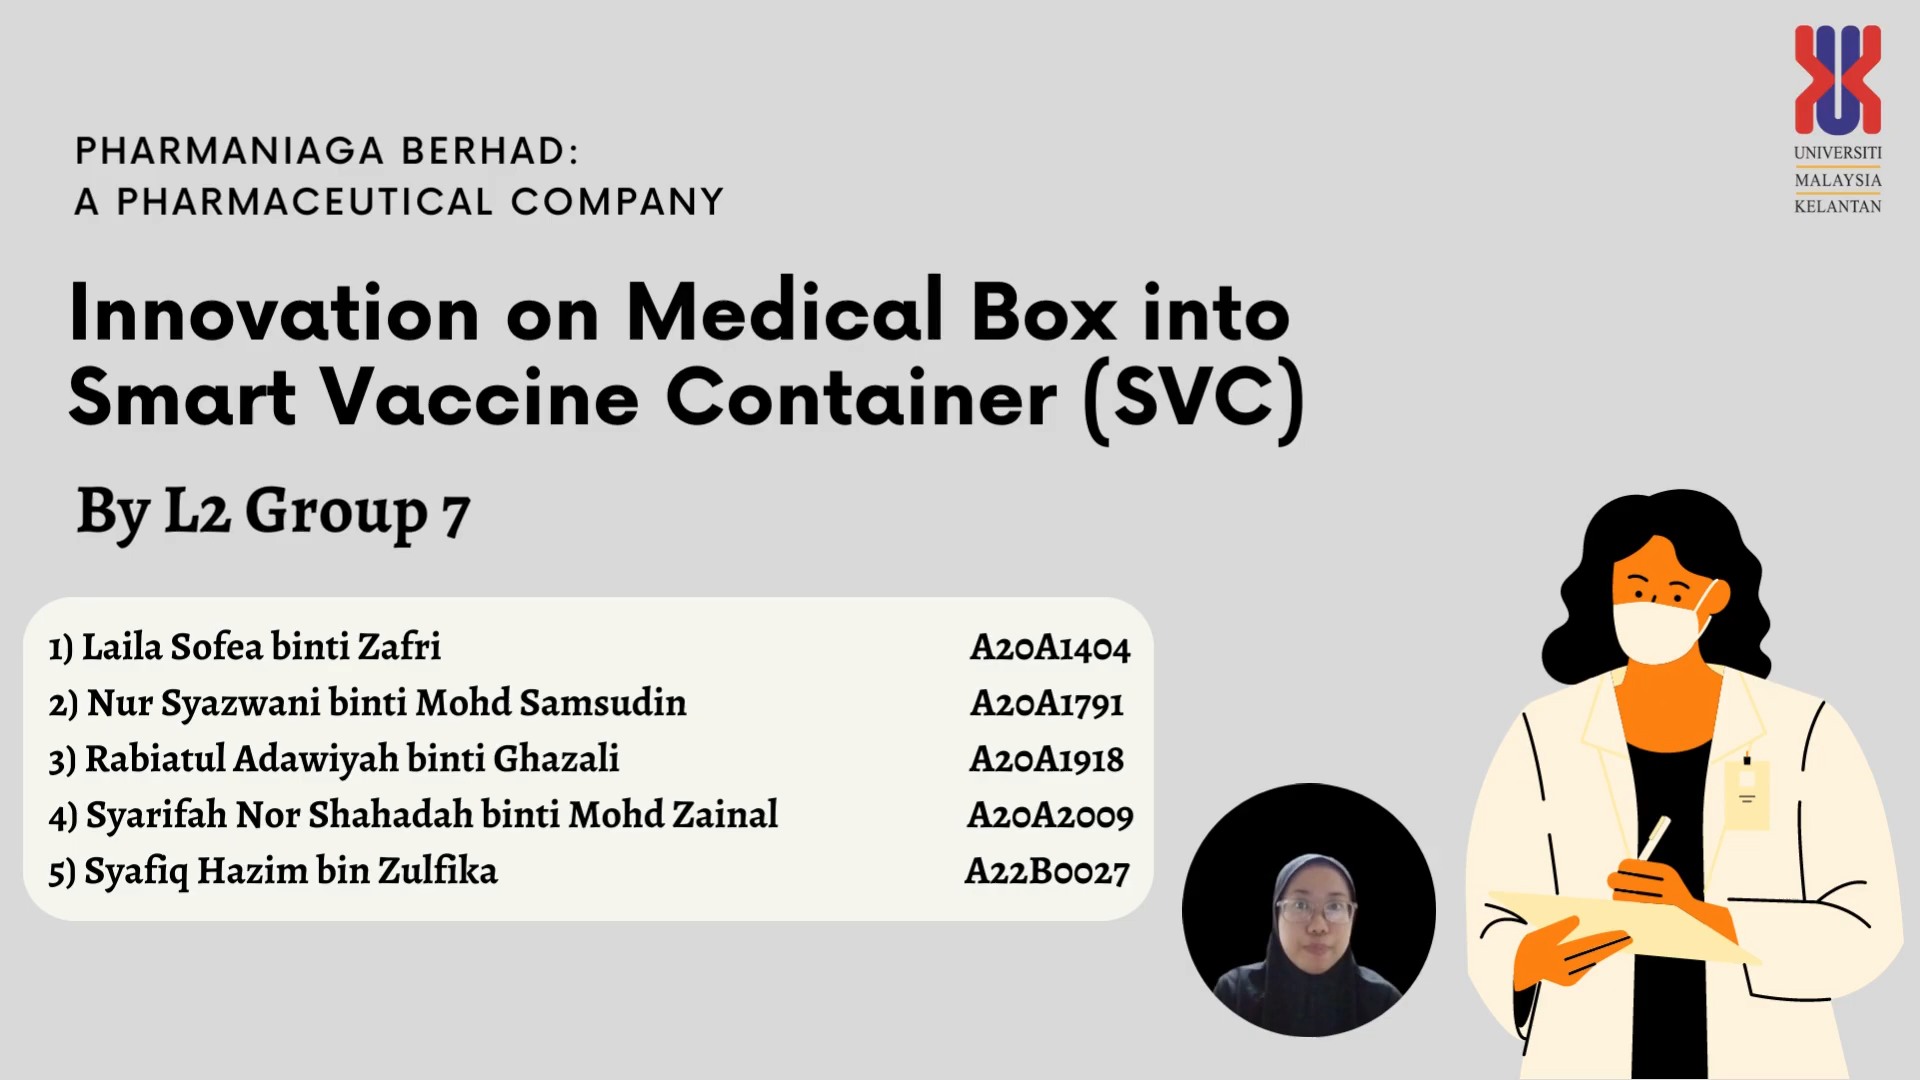 PHARMANIAGA BERHAD:
A PHARMACEUTICAL COMPANY
UNIVERSITI
MALAYSIA
KELANTAN
Innovation on Medical Box into
Smart Vaccine Container (SVC)
By L2 Group 7
1) Laila Sofea binti Zafri A20A1404
2) Nur Syazwani binti Mohd Samsudin A20A1791
3) Rabiatul Adawiyah binti Ghazali A20A1918
4) Syarifah Nor Shahadah binti Mohd Zainal A20A2009
5) Syafiq Hazim bin Zulfika A22B0027